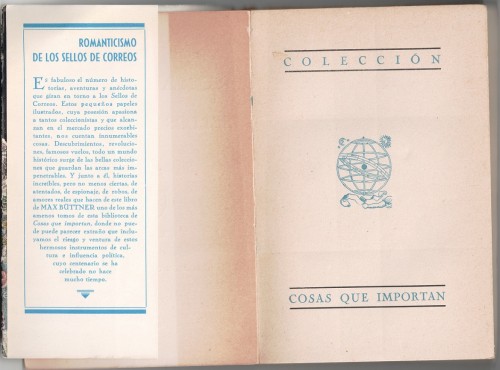 ROMANTICISMO
DE LOS SELLOS DE CORREOS
ES fabuloso el número de histo-
torias, aventuras y anécdotas
que giran en torno a los Sellos de
Correos. Estos pequeños papeles
ilustrados, cuya posesión apasiona
a tantos coleccionistas y que alcan-
zan en el mercado precios exorbi-
tantes, nos cuentan innumerables
cosas. Descubrimientos, revolucio-
nes, famosos vuelos, todo un mundo
histórico surge de las bellas coleccio-
nes que guardan las arcas más im-
penetrables. Y junto a él, historias
increíbles, pero no menos ciertas, de
atentados, de espionaje, de robos, de
amores reales que hacen de este libro
de MAX BÜTTNER uno de los más
amenos tomos de esta biblioteca de
Cosas que importan, donde no pue-
de puede parecer extraño que inclu-
yamos el riesgo y ventura de estos
hermosos instrumentos de cul-
tura e influencia política,
cuyo centenario se ha
celebrado no hace
mucho tiempo.
COLECCIÓN
COSAS QUE IMPORTAN